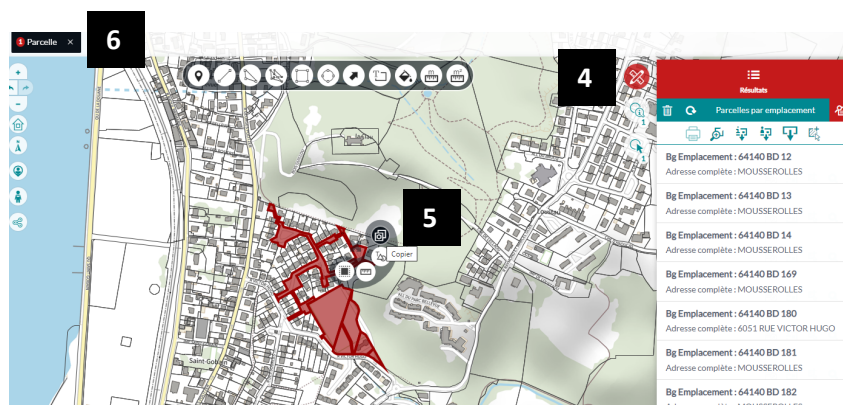 1 Parcelle ×
6
4
Résultats
Parcelles par emplacement
1
1
m
m²
T
5
Copier
Saint-Gobain
Bg Emplacement : 64140 BD 12
Adresse complète : MOUSSEROLLES
Bg Emplacement : 64140 BD 13
Adresse complète : MOUSSEROLLES
Bg Emplacement : 64140 BD 14
Adresse complète : MOUSSEROLLES
Bg Emplacement : 64140 BD 169
Adresse complète : MOUSSEROLLES
Bg Emplacement : 64140 BD 180
Adresse complète : 6051 RUE VICTOR HUGO
Bg Emplacement : 64140 BD 181
Adresse complète : MOUSSEROLLES
Bg Emplacement : 64140 BD 182